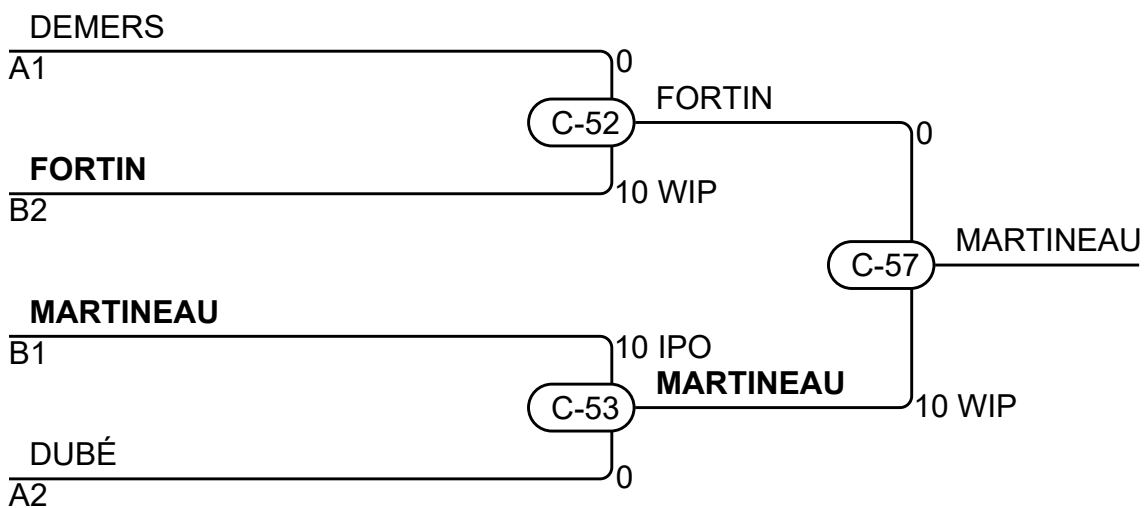 DEMERS
A1
0
C-52
FORTIN
0
FORTIN
B2
10 WIP
C-57
MARTINEAU
MARTINEAU
B1
10 IPO
MARTINEAU
C-53
10 WIP
DUBÉ
A2
0